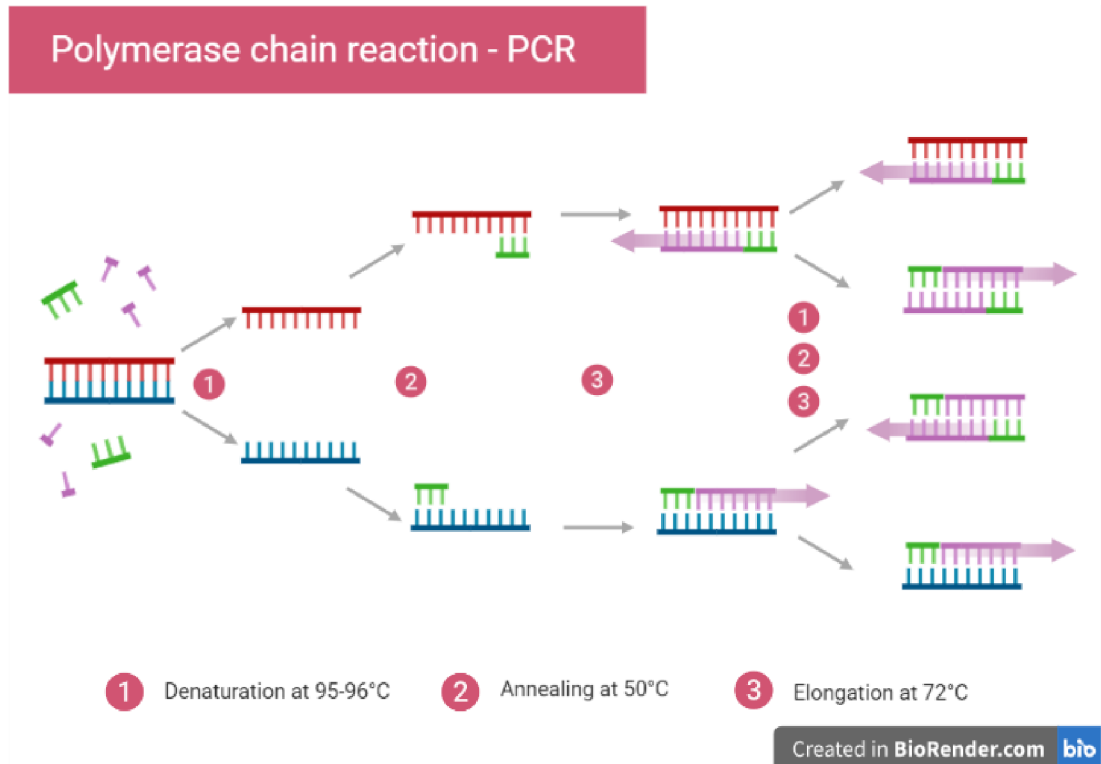 Polymerase chain reaction - PCR
1
2
3
1
2
3
1 Denaturation at 95-96°C
2 Annealing at 50°C
3 Elongation at 72°C
Created in BioRender.com bio